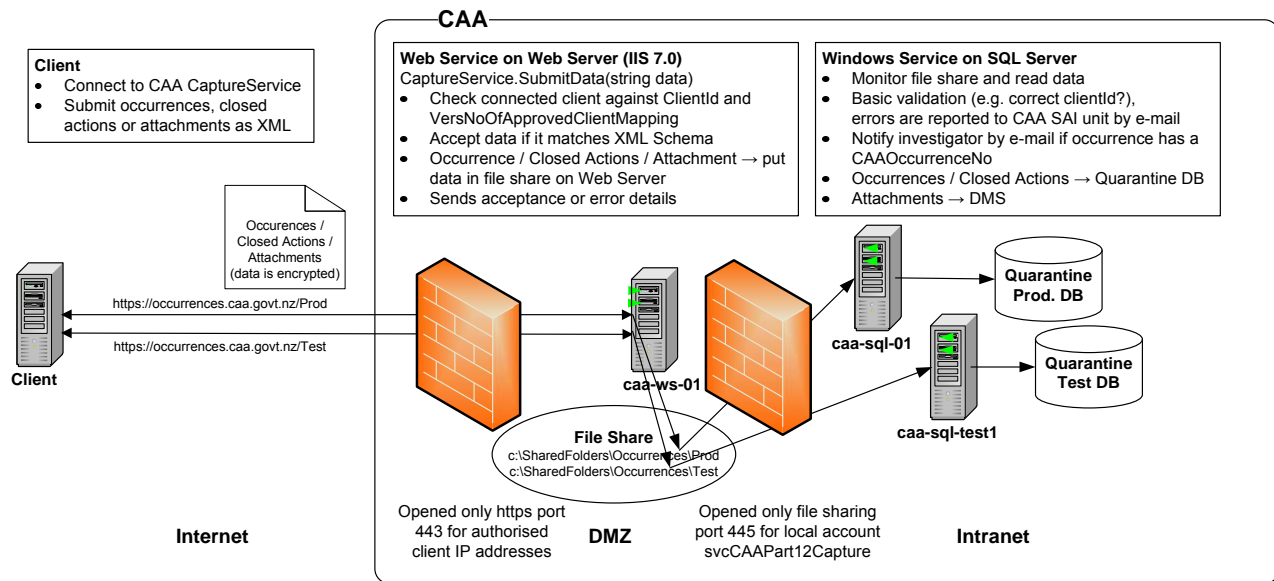 CAA
Client
• Connect to CAA CaptureService
• Submit occurrences, closed
actions or attachments as XML
Web Service on Web Server (IIS 7.0)
CaptureService.SubmitData(string data)
• Check connected client against ClientId and
VersNoOfApprovedClientMapping
• Accept data if it matches XML Schema
• Occurrence / Closed Actions / Attachment → put
data in file share on Web Server
• Sends acceptance or error details
Windows Service on SQL Server
• Monitor file share and read data
• Basic validation (e.g. correct clientId?),
errors are reported to CAA SAI unit by e-mail
• Notify investigator by e-mail if occurrence has a
CAAOccurrenceNo
• Occurrences / Closed Actions → Quarantine DB
• Attachments → DMS
Occurences /
Closed Actions /
Attachments
(data is encrypted)
https://occurrences.caa.govt.nz/Prod
https://occurrences.caa.govt.nz/Test
Client
caa-ws-01
caa-sql-01
Quarantine
Prod. DB
caa-sql-test1
Quarantine
Test DB
File Share
c:\SharedFolders\Occurrences\Prod
c:\SharedFolders\Occurrences\Test
Opened only https port
443 for authorised
client IP addresses
Opened only file sharing
port 445 for local account
svcCAAPart12Capture
Internet
DMZ
Intranet